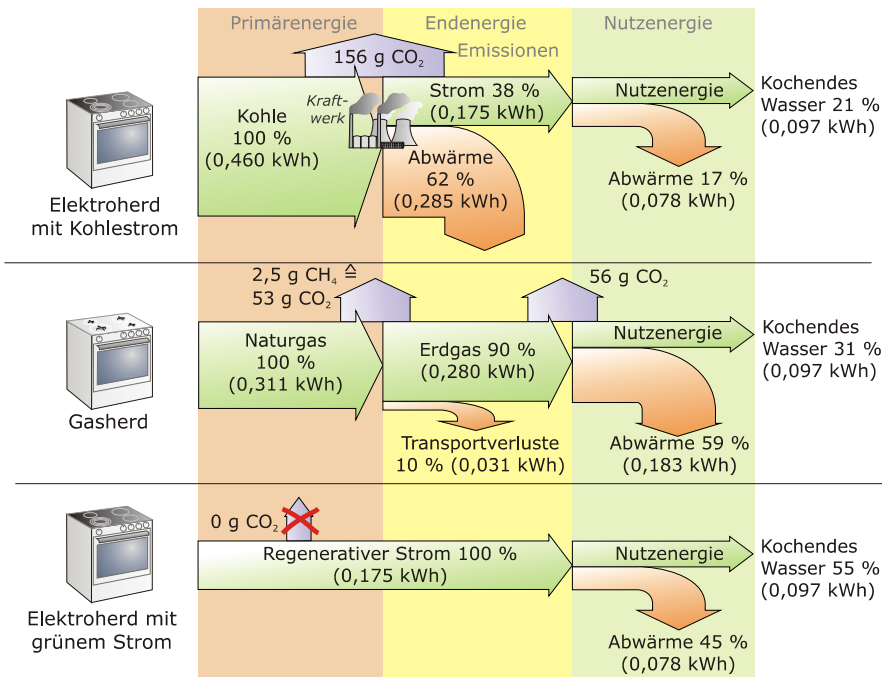 Primärenergie
Endenergie
Nutzenergie
Emissionen
156 g CO₂
Kraft-
werk
Kohle
100 %
(0,460 kWh)
Strom 38 %
(0,175 kWh)
Abwärme
62 %
(0,285 kWh)
Nutzenergie
Abwärme 17 %
(0,078 kWh)
Kochendes
Wasser 21 %
(0,097 kWh)
Elektroherd
mit Kohlestrom
2,5 g CH₄ ≙
53 g CO₂
56 g CO₂
Naturgas
100 %
(0,311 kWh)
Erdgas 90 %
(0,280 kWh)
Transportverluste
10 % (0,031 kWh)
Nutzenergie
Abwärme 59 %
(0,183 kWh)
Kochendes
Wasser 31 %
(0,097 kWh)
Gasherd
0 g CO₂
Regenerativer Strom 100 %
(0,175 kWh)
Nutzenergie
Abwärme 45 %
(0,078 kWh)
Kochendes
Wasser 55 %
(0,097 kWh)
Elektroherd mit
grünem Strom